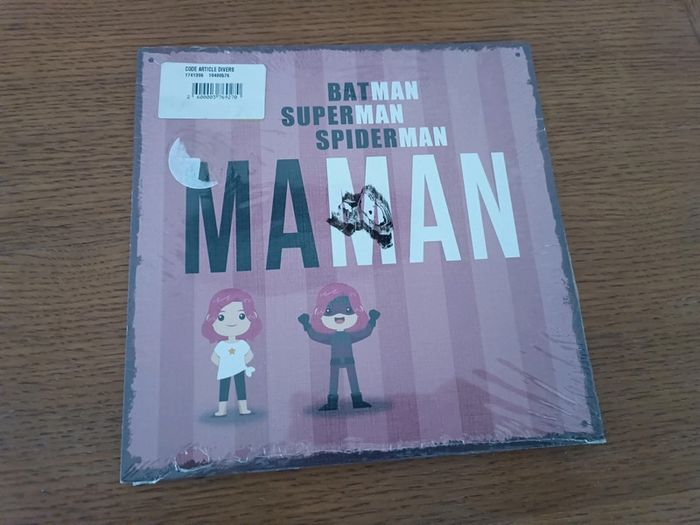 CODE ARTICLE DIVERS
BATMAN
SUPERMAN
SPIDERMAN
MAMAN